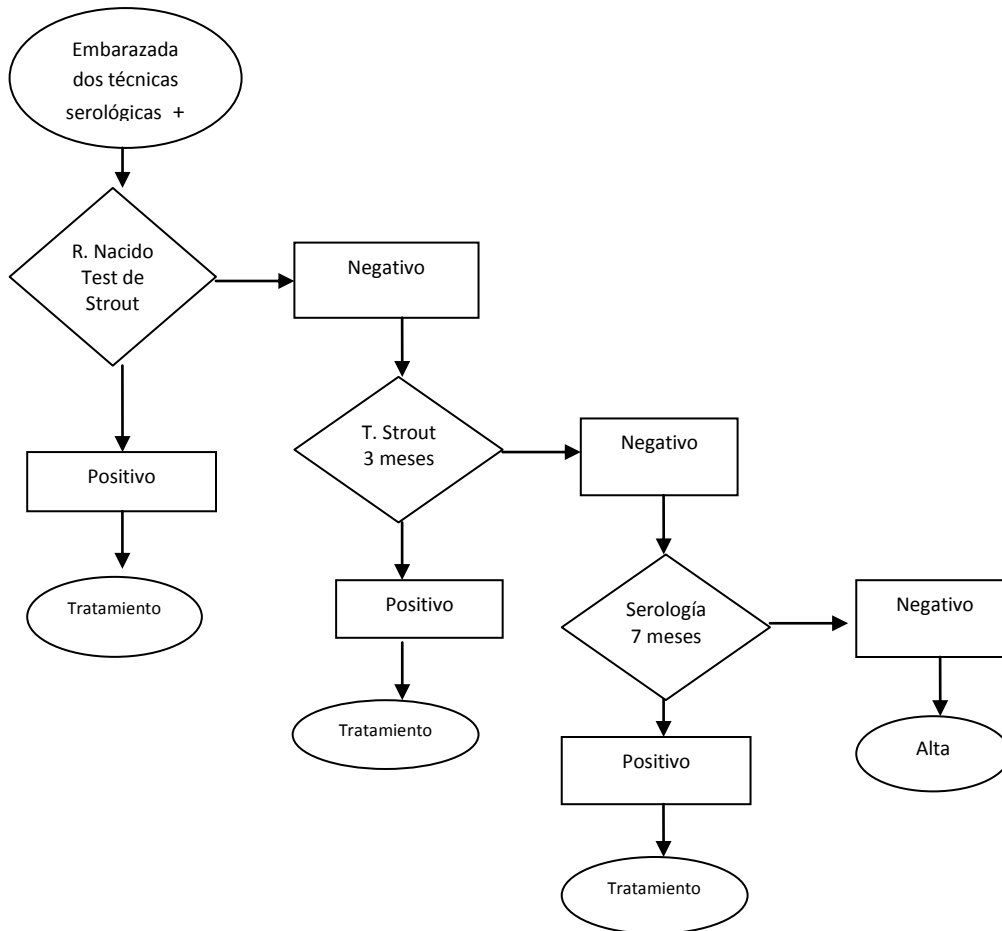 Embarazada
dos técnicas
serológicas +
R. Nacido
Test de
Strout
Negativo
Positivo
Tratamiento
T. Strout
3 meses
Negativo
Positivo
Tratamiento
Serología
7 meses
Negativo
Alta
Positivo
Tratamiento